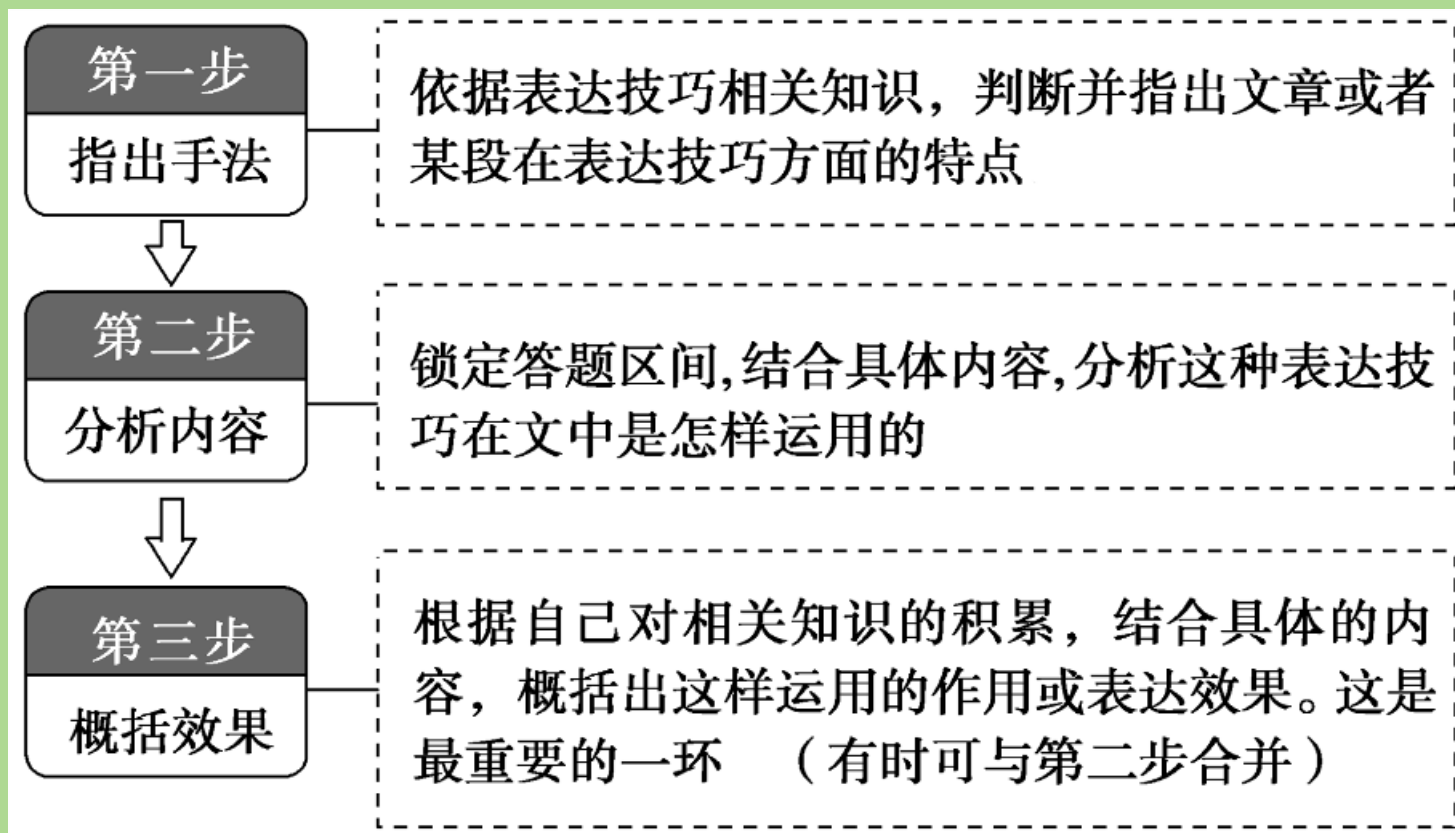 第一步
指出手法
依据表达技巧相关知识，判断并指出文章或者
某段在表达技巧方面的特点
第二步
分析内容
锁定答题区间,结合具体内容,分析这种表达技
巧在文中是怎样运用的
第三步
概括效果
根据自己对相关知识的积累，结合具体的内
容，概括出这样运用的作用或表达效果。这是
最重要的一环　（有时可与第二步合并）